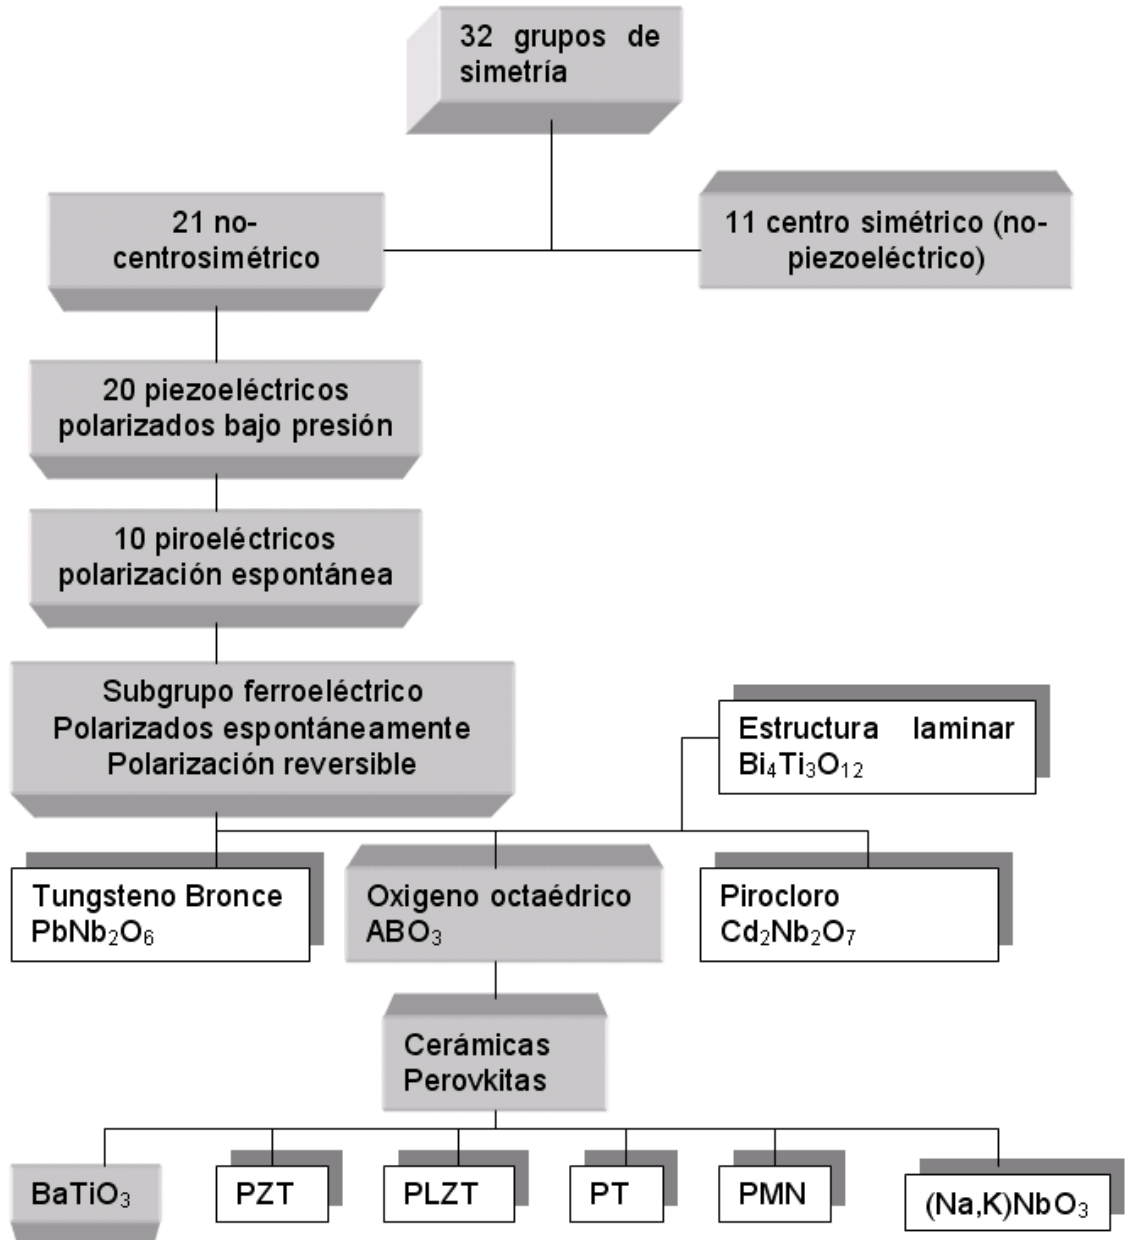 32 grupos de
simetría
21 no-
centrosimétrico
11 centro simétrico (no-
piezoeléctrico)
20 piezoeléctricos
polarizados bajo presión
10 piroeléctricos
polarización espontánea
Subgrupo ferroeléctrico
Polarizados espontáneamente
Polarización reversible
Estructura laminar
Bi₄Ti₃O₁₂
Tungsteno Bronce
PbNb₂O₆
Oxigeno octaédrico
ABO₃
Pirocloro
Cd₂Nb₂O₇
Cerámicas
Perovkitas
BaTiO₃
PZT
PLZT
PT
PMN
(Na,K)NbO₃